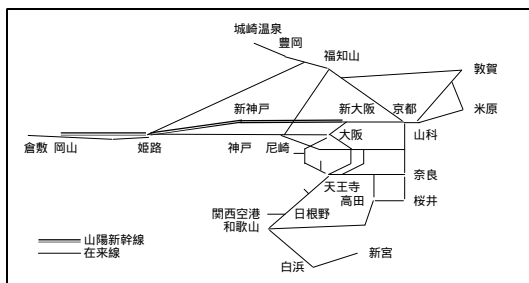 城崎温泉
豊岡
福知山
敦賀
新神戸
新大阪
京都
米原
倉敷
岡山
姫路
神戸
尼崎
大阪
山科
奈良
天王寺
高田
桜井
関西空港
日根野
和歌山
新宮
白浜
山陽新幹線
在来線